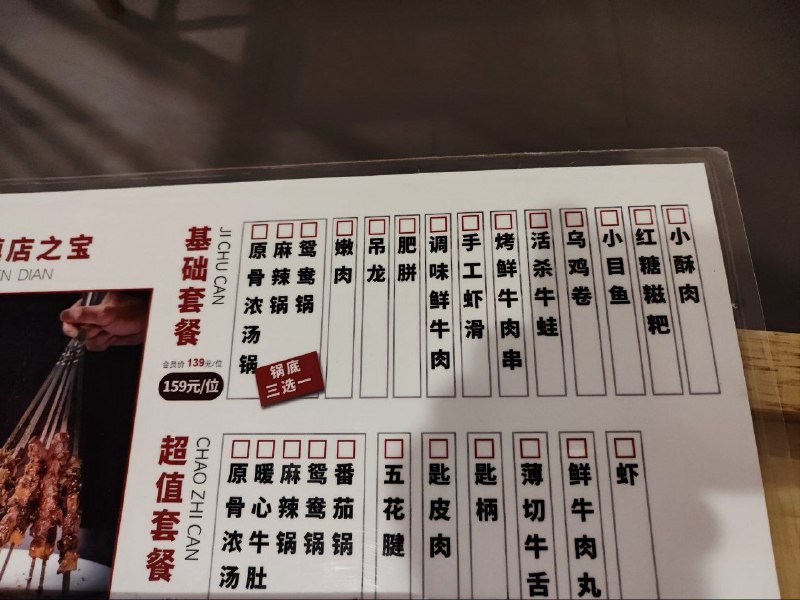 店之宝
DIAN
基础套餐
JI CHU CAN
会员价 139元/位
159元/位
原骨浓汤锅
麻辣锅
鸳鸯锅
锅底
三选一
嫩肉
吊龙
肥胼
调味鲜牛肉
手工虾滑
烤鲜牛肉串
活杀牛蛙
乌鸡卷
小目鱼
红糖糍粑
小酥肉
超值套餐
CHAO ZHI CAN
原骨浓汤
暖心牛肚
麻辣锅
鸳鸯锅
番茄锅
五花腱
匙皮肉
匙柄
薄切牛舌
鲜牛肉丸
虾